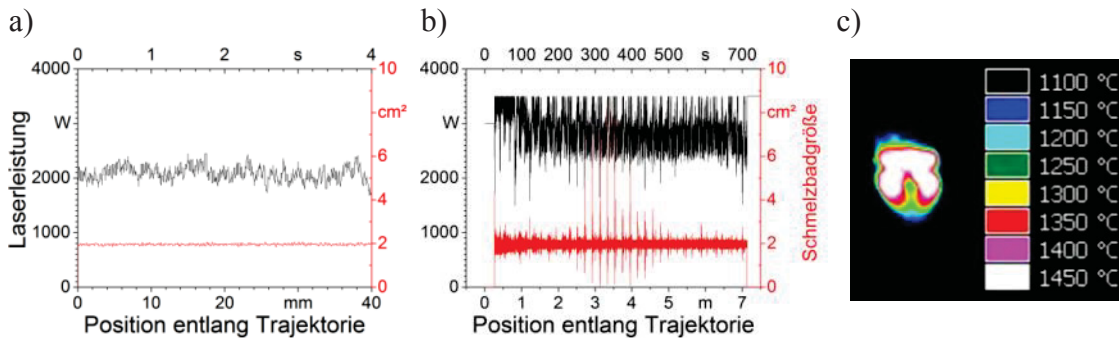 a)
0 1 2 s 4
4000 10
W cm²
Laserleistung
6
2000
4
1000 2
0 0
0 10 20 mm 40
Position entlang Trajektorie
b)
0 100 300 400 500 s 700
4000 10
W cm²
6
2000
4
1000 2
0 0
Schmelzbadgröße
0 1 2 3 4 5 m 7
Position entlang Trajektorie
c)
1100 °C
1150 °C
1200 °C
1250 °C
1300 °C
1350 °C
1400 °C
1450 °C